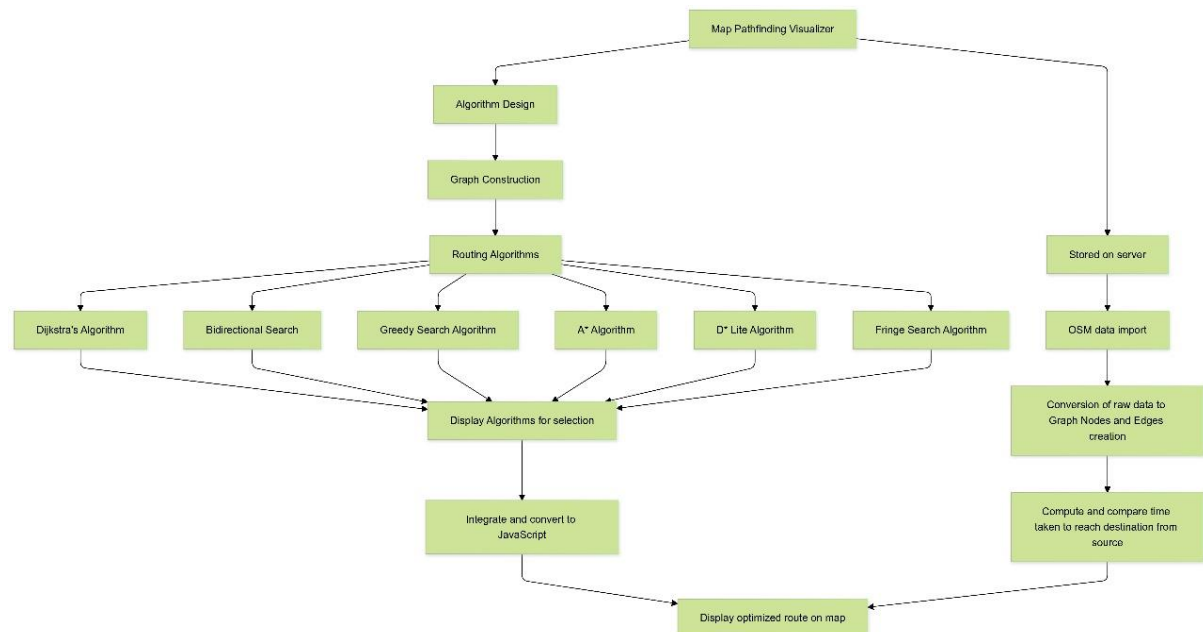 Map Pathfinding Visualizer
Algorithm Design
Graph Construction
Routing Algorithms
Stored on server
Dijkstra's Algorithm
Bidirectional Search
Greedy Search Algorithm
A* Algorithm
D* Lite Algorithm
Fringe Search Algorithm
OSM data import
Display Algorithms for selection
Conversion of raw data to
Graph Nodes and Edges
creation
Integrate and convert to
JavaScript
Compute and compare time
taken to reach destination from
source
Display optimized route on map